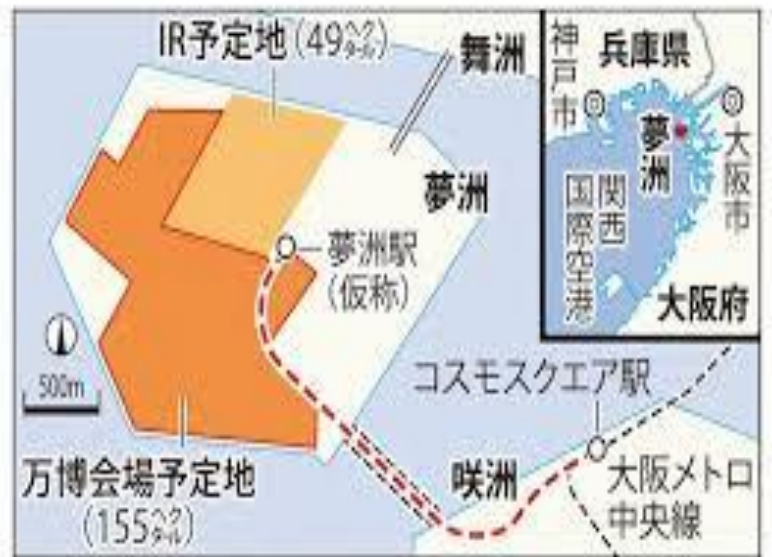 IR予定地(49㌶)
舞洲
夢洲
夢洲駅
(仮称)
500m
万博会場予定地
(155㌶)
コスモスクエア駅
咲洲
大阪メトロ
中央線
兵庫県
神戸市
夢洲
大阪市
関西
国際空港
大阪府